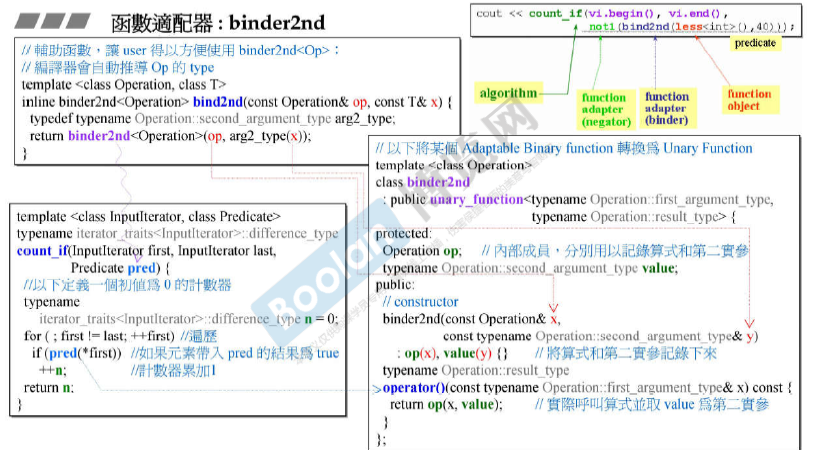 函數適配器 : binder2nd
cout << count_if(vi.begin(), vi.end(),
not1(bind2nd(less<int>(),40)));
predicate
algorithm
function
adapter
(negator)
function
adapter
(binder)
function
object
// 輔助函數，讓 user 得以方便使用 binder2nd<Op>；
// 編譯器會自動推導 Op 的 type
template <class Operation, class T>
inline binder2nd<Operation> bind2nd(const Operation& op, const T& x) {
typedef typename Operation::second_argument_type arg2_type;
return binder2nd<Operation>(op, arg2_type(x));
}
template <class InputIterator, class Predicate>
typename iterator_traits<InputIterator>::difference_type
count_if(InputIterator first, InputIterator last,
Predicate pred) {
//以下定義一個初值為 0 的計數器
typename
iterator_traits<InputIterator>::difference_type n = 0;
for ( ; first != last; ++first) //遍歷
if (pred(*first)) //如果元素帶入 pred 的結果為 true
++n; //計數器累加1
return n;
}
// 以下將某個 Adaptable Binary function 轉換為 Unary Function
template <class Operation>
class binder2nd
: public unary_function<typename Operation::first_argument_type,
typename Operation::result_type> {
protected:
Operation op; // 內部成員，分別用以記錄算式和第二實參
typename Operation::second_argument_type value;
public:
// constructor
binder2nd(const Operation& x,
const typename Operation::second_argument_type& y)
: op(x), value(y) {} // 將算式和第二實參記錄下來
typename Operation::result_type
operator()(const typename Operation::first_argument_type& x) const {
return op(x, value); // 實際呼叫算式並取 value 為第二實參
}
};
Boolan 博览网